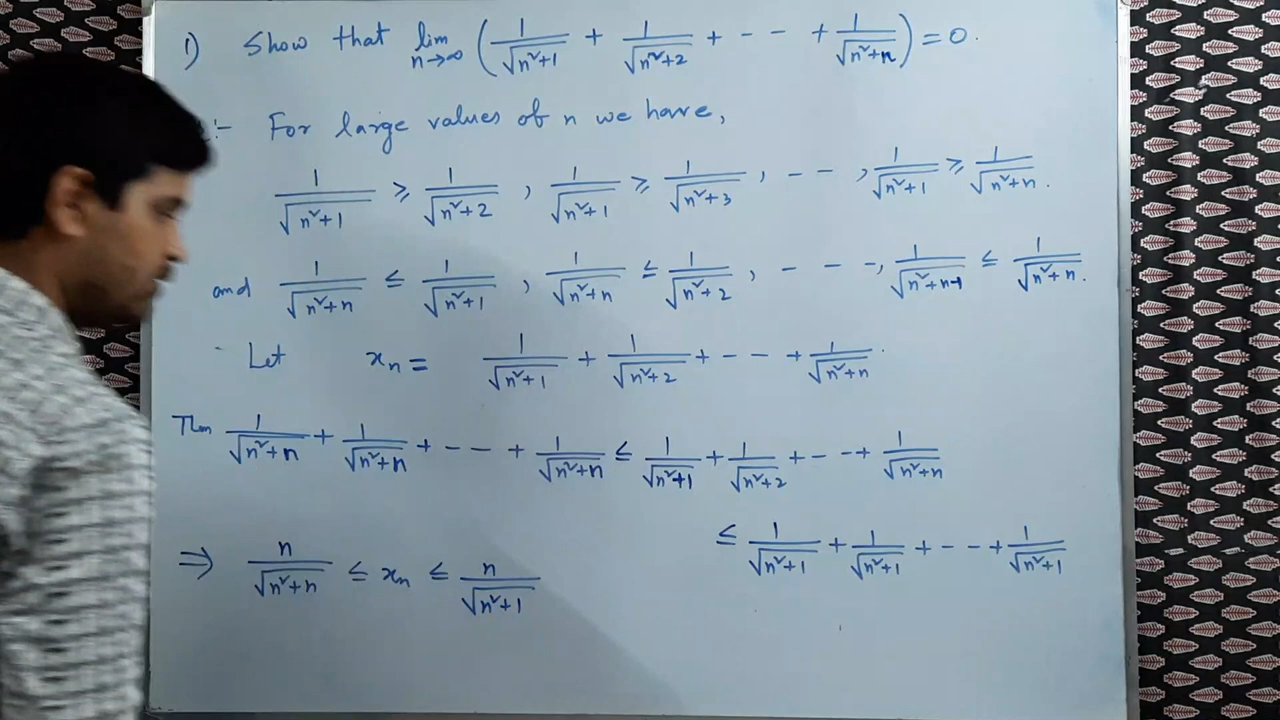 1) Show that lim n→∞ (1/√(n²+1) + 1/√(n²+2) + - - + 1/√(n²+n)) = 0.
:- For large values of n we have,
1/√(n²+1) ≥ 1/√(n²+2) , 1/√(n²+1) ≥ 1/√(n²+3) , - - , 1/√(n²+1) ≥ 1/√(n²+n) .
and 1/√(n²+n) ≤ 1/√(n²+1) , 1/√(n²+n) ≤ 1/√(n²+2) , - - - , 1/√(n²+n-1) ≤ 1/√(n²+n) .
Let xₙ = 1/√(n²+1) + 1/√(n²+2) + - - + 1/√(n²+n) .
Then 1/√(n²+n) + 1/√(n²+n) + - - + 1/√(n²+n) ≤ 1/√(n²+1) + 1/√(n²+2) + - - + 1/√(n²+n)
≤ 1/√(n²+1) + 1/√(n²+1) + - - + 1/√(n²+1)
⇒ n/√(n²+n) ≤ xₙ ≤ n/√(n²+1)